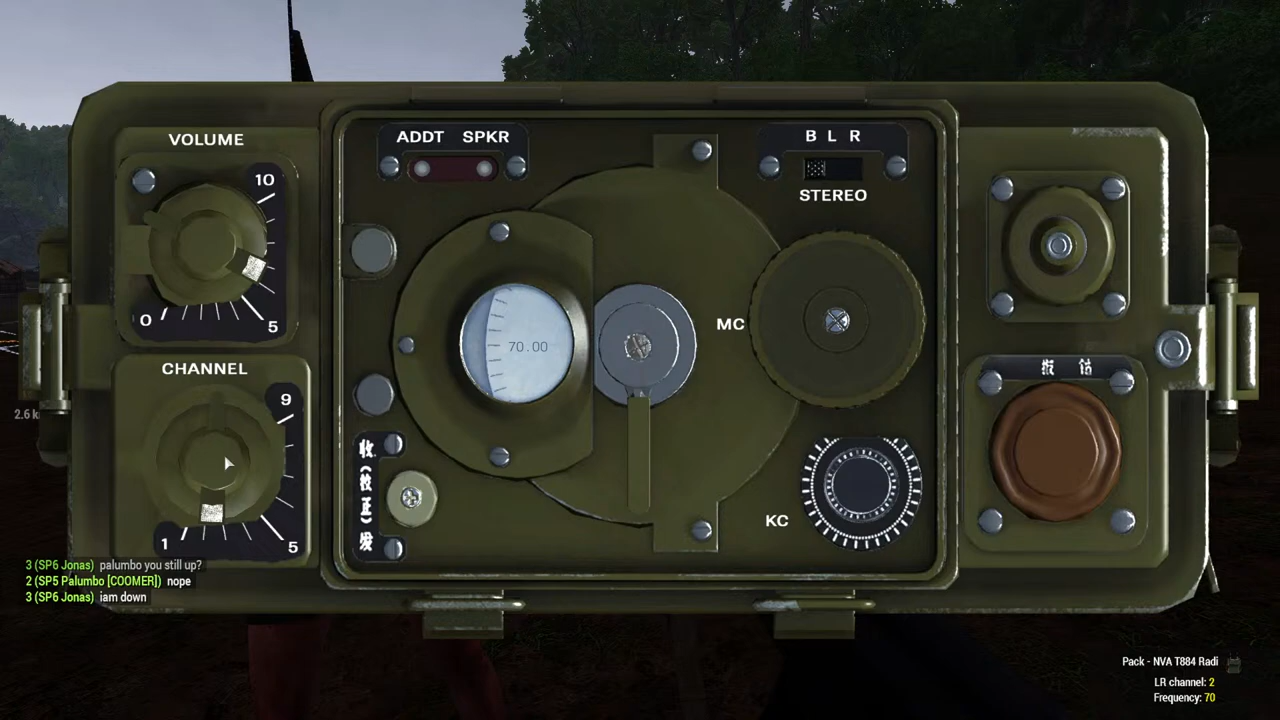 VOLUME
10
0
5
ADDT SPKR
B L R
STEREO
MC
70.00
CHANNEL
9
1
5
KC
2.6 k
3 (SP6 Jonas) palumbo you still up?
2 (SP5 Palumbo [COOMER]) nope
3 (SP6 Jonas) iam down
Pack - NVA T884 Radi
LR channel: 2
Frequency: 70